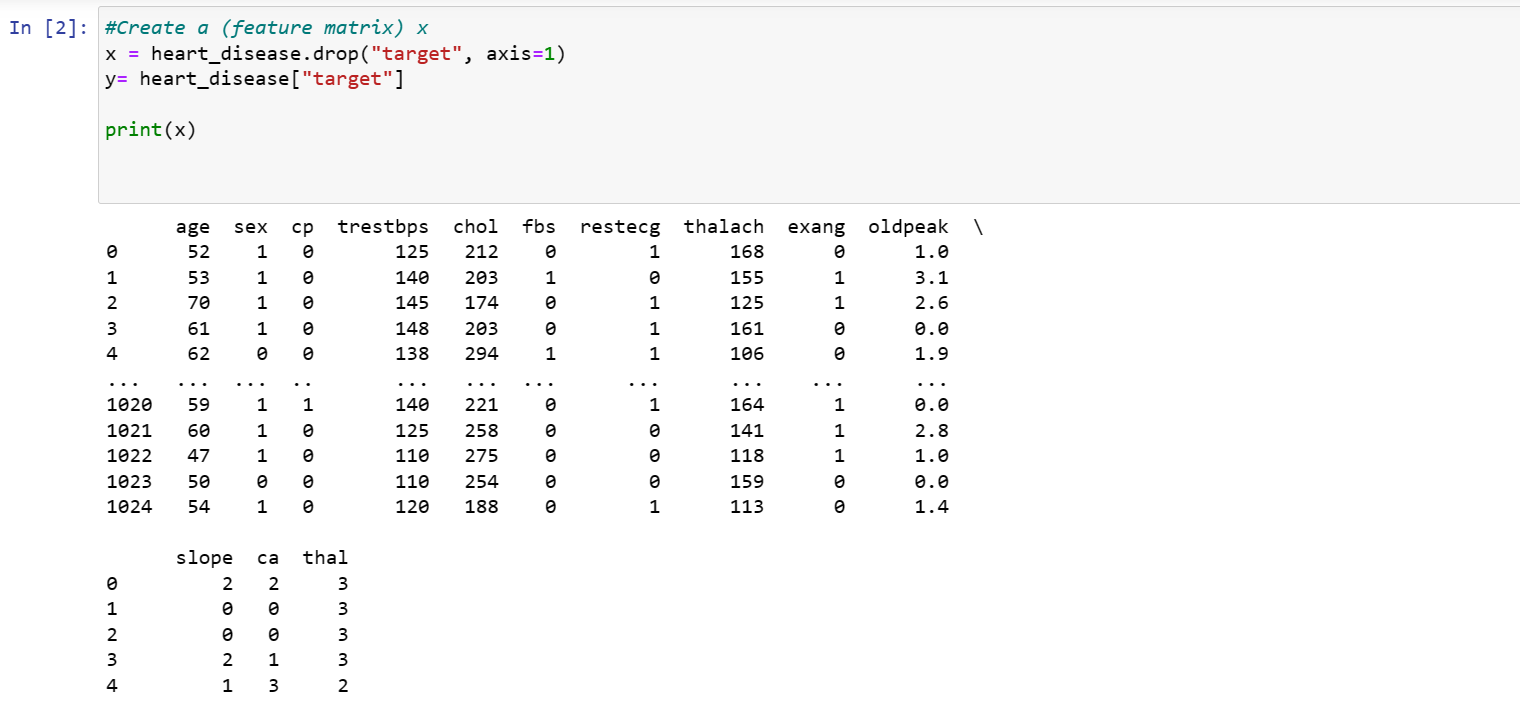 In [2]: #Create a (feature matrix) x
x = heart_disease.drop("target", axis=1)
y= heart_disease["target"]
print(x)
age sex cp trestbps chol fbs restecg thalach exang oldpeak \
0 52 1 0 125 212 0 1 168 0 1.0
1 53 1 0 140 203 1 0 155 1 3.1
2 70 1 0 145 174 0 1 125 1 2.6
3 61 1 0 148 203 0 1 161 0 0.0
4 62 0 0 138 294 1 1 106 0 1.9
... ... ... .. ... ... ... ... ... ... ...
1020 59 1 1 140 221 0 1 164 1 0.0
1021 60 1 0 125 258 0 0 141 1 2.8
1022 47 1 0 110 275 0 0 118 1 1.0
1023 50 0 0 110 254 0 0 159 0 0.0
1024 54 1 0 120 188 0 1 113 0 1.4
slope ca thal
0 2 2 3
1 0 0 3
2 0 0 3
3 2 1 3
4 1 3 2